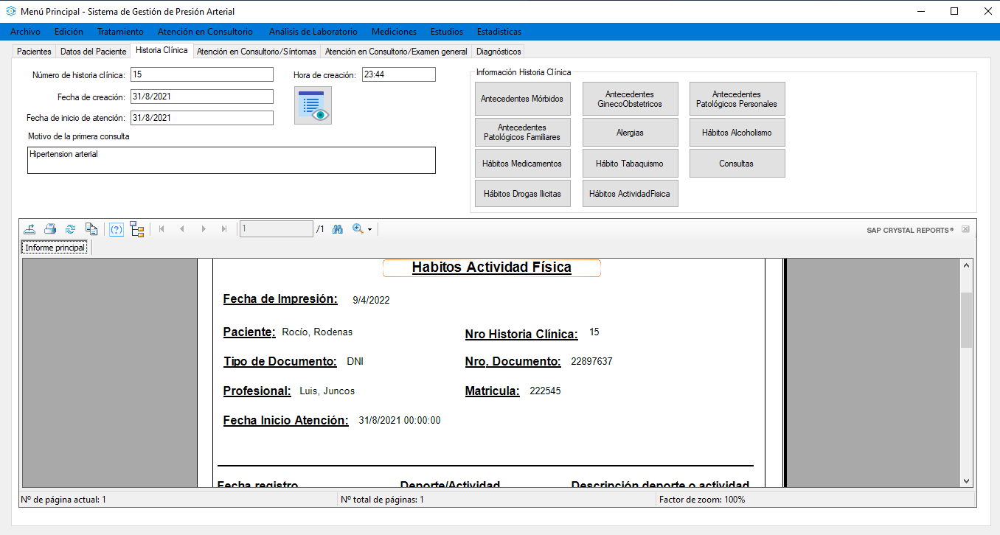 Menú Principal - Sistema de Gestión de Presión Arterial
Archivo Edición Tratamiento Atención en Consultorio Análisis de Laboratorio Mediciones Estudios Estadisticas
Pacientes Datos del Paciente Historia Clínica Atención en Consultorio/Síntomas Atención en Consultorio/Examen general Diagnósticos
Número de historia clínica: 15 Hora de creación: 23:44
Fecha de creación: 31/8/2021
Fecha de inicio de atención: 31/8/2021
Motivo de la primera consulta
Hipertension arterial
Información Historia Clínica
Antecedentes Mórbidos
Antecedentes
GinecoObstetricos
Antecedentes
Patológicos Personales
Antecedentes
Patológicos Familiares
Alergias
Hábitos Alcoholismo
Hábitos Medicamentos
Hábito Tabaquismo
Consultas
Hábitos Drogas Ilicitas
Hábitos ActividadFisica
1 /1
SAP CRYSTAL REPORTS®
Informe principal
Habitos Actividad Física
Fecha de Impresión: 9/4/2022
Paciente: Rocío, Rodenas Nro Historia Clínica: 15
Tipo de Documento: DNI Nro. Documento: 22897637
Profesional: Luis, Juncos Matricula: 222545
Fecha Inicio Atención: 31/8/2021 00:00:00
Fecha registro Deporte/Actividad Descripción deporte o actividad
Nº de página actual: 1 Nº total de páginas: 1 Factor de zoom: 100%